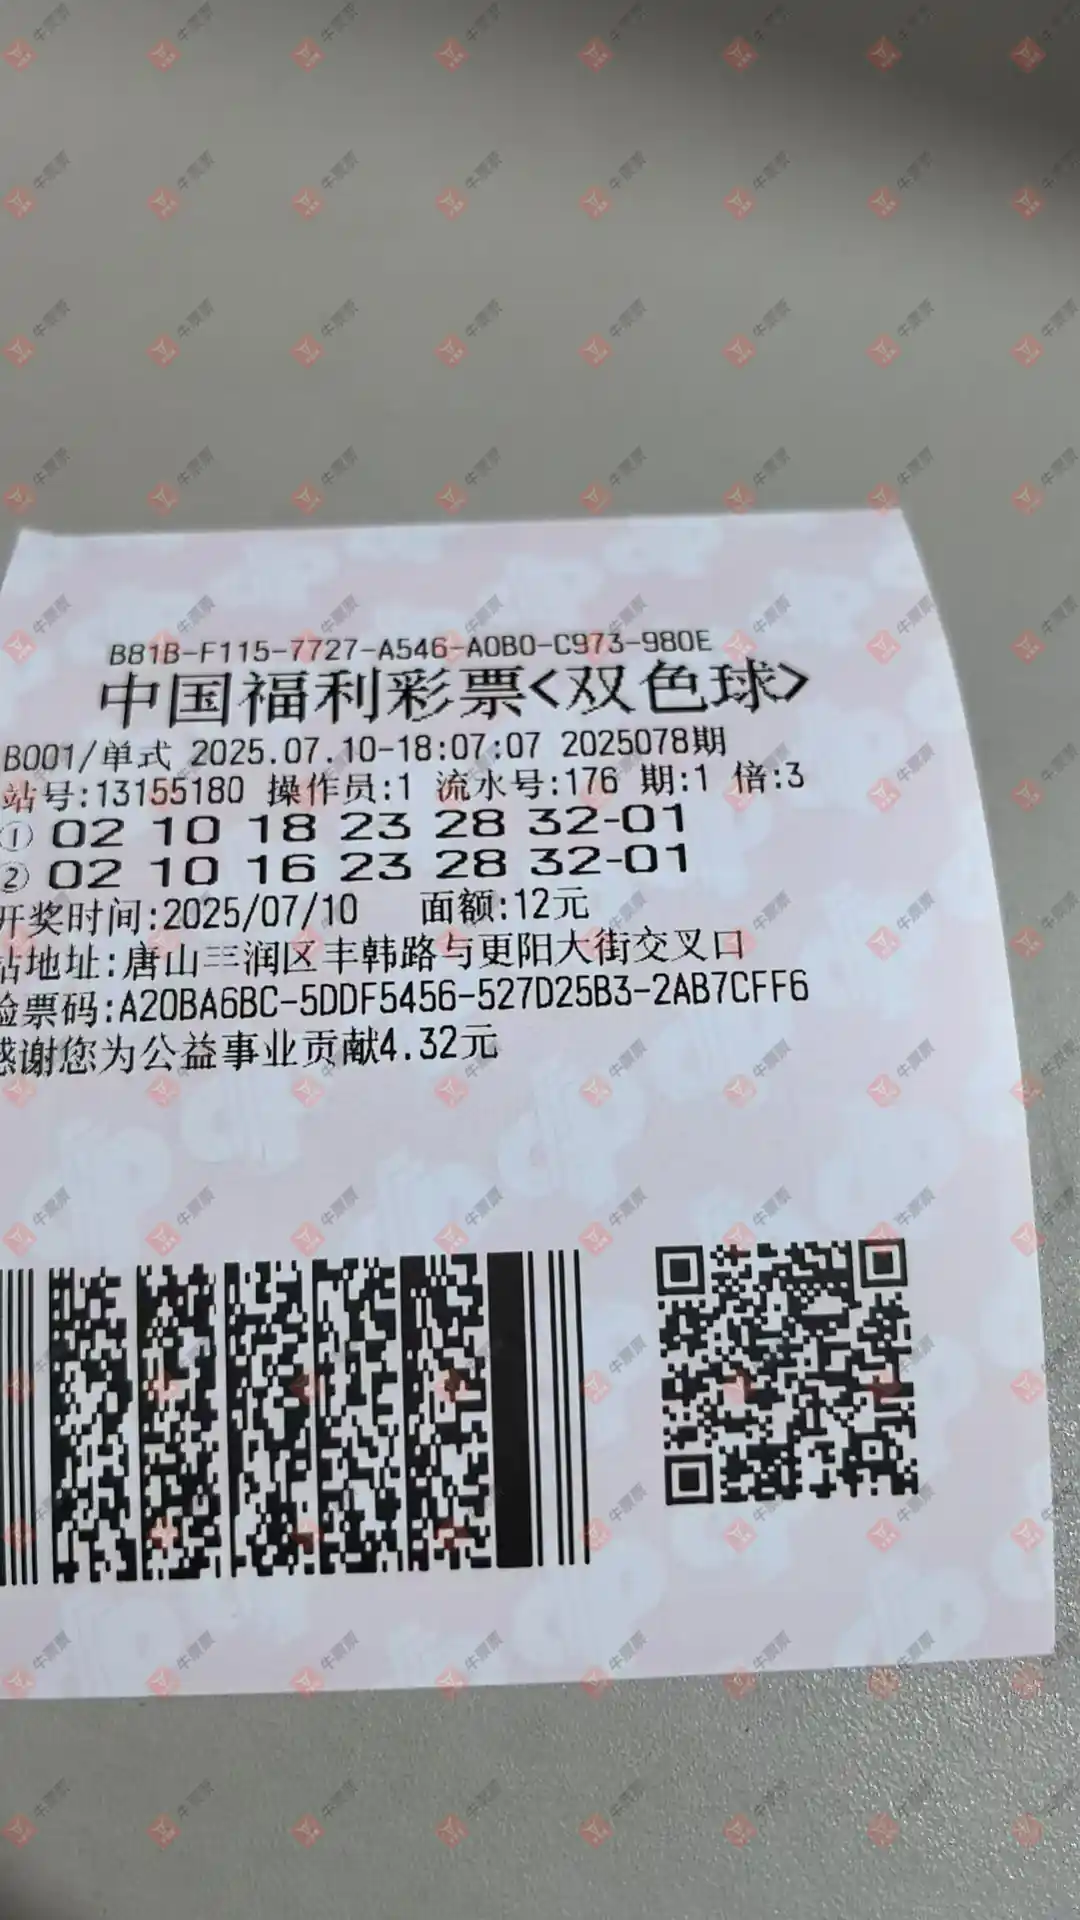 B81B-F115-7727-A546-A0B0-C973-980E
中国福利彩票<双色球>
B001/单式 2025.07.10-18:07:07 2025078期
站号:13155180 操作员:1 流水号:176 期:1 倍:3
① 02 10 18 23 28 32-01
② 02 10 16 23 28 32-01
开奖时间:2025/07/10 面额:12元
站地址:唐山三润区丰韩路与更阳大街交叉口
验票码:A20BA6BC-5DDF5456-527D25B3-2AB7CFF6
感谢您为公益事业贡献4.32元